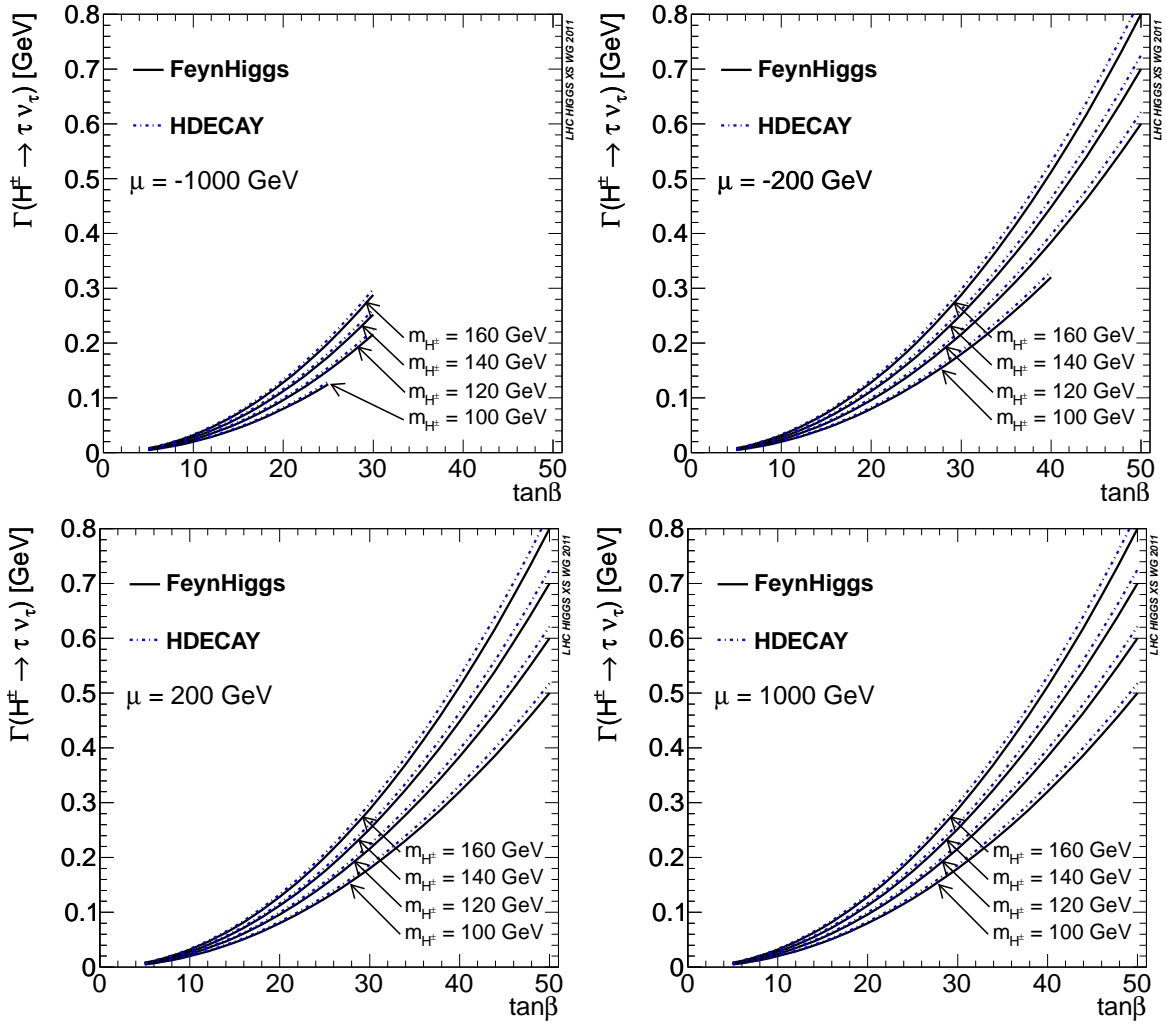 Γ(H± → τ ντ) [GeV]
0.8
0.7
0.6
0.5
0.4
0.3
0.2
0.1
0
FeynHiggs
HDECAY
μ = -1000 GeV
mH± = 160 GeV
mH± = 140 GeV
mH± = 120 GeV
mH± = 100 GeV
0 10 20 30 40 50
tanβ
LHC HIGGS XS WG 2011
Γ(H± → τ ντ) [GeV]
0.8
0.7
0.6
0.5
0.4
0.3
0.2
0.1
0
FeynHiggs
HDECAY
μ = -200 GeV
mH± = 160 GeV
mH± = 140 GeV
mH± = 120 GeV
mH± = 100 GeV
0 10 20 30 40 50
tanβ
LHC HIGGS XS WG 2011
Γ(H± → τ ντ) [GeV]
0.8
0.7
0.6
0.5
0.4
0.3
0.2
0.1
0
FeynHiggs
HDECAY
μ = 200 GeV
mH± = 160 GeV
mH± = 140 GeV
mH± = 120 GeV
mH± = 100 GeV
0 10 20 30 40 50
tanβ
LHC HIGGS XS WG 2011
Γ(H± → τ ντ) [GeV]
0.8
0.7
0.6
0.5
0.4
0.3
0.2
0.1
0
FeynHiggs
HDECAY
μ = 1000 GeV
mH± = 160 GeV
mH± = 140 GeV
mH± = 120 GeV
mH± = 100 GeV
0 10 20 30 40 50
tanβ
LHC HIGGS XS WG 2011